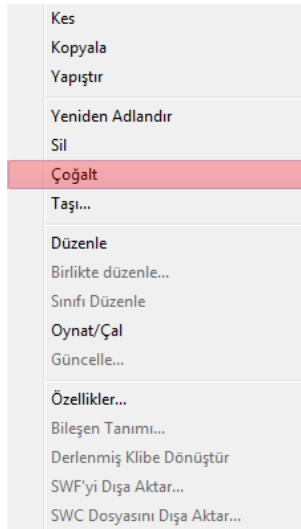 Kes
Kopyala
Yapıştır
Yeniden Adlandır
Sil
Çoğalt
Taşı...
Düzenle
Birlikte düzenle...
Sınıfı Düzenle
Oynat/Çal
Güncelle...
Özellikler...
Bileşen Tanımı...
Derlenmiş Klibe Dönüştür
SWF'yi Dışa Aktar...
SWC Dosyasını Dışa Aktar...